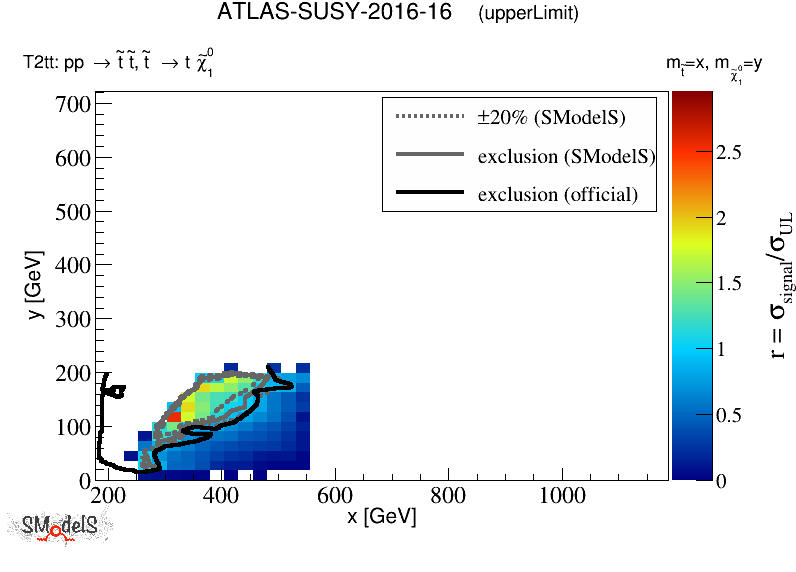 ATLAS-SUSY-2016-16 (upperLimit)
T2tt: pp → t̃ t̃, t̃ → t χ̃₁⁰
m_t̃=x, m_χ̃₁⁰=y
±20% (SModelS)
exclusion (SModelS)
exclusion (official)
700
600
500
400
300
200
100
0
y [GeV]
200 400 600 800 1000
x [GeV]
2.5
2
1.5
1
0.5
0
r = σ_signal/σ_UL
SModelS